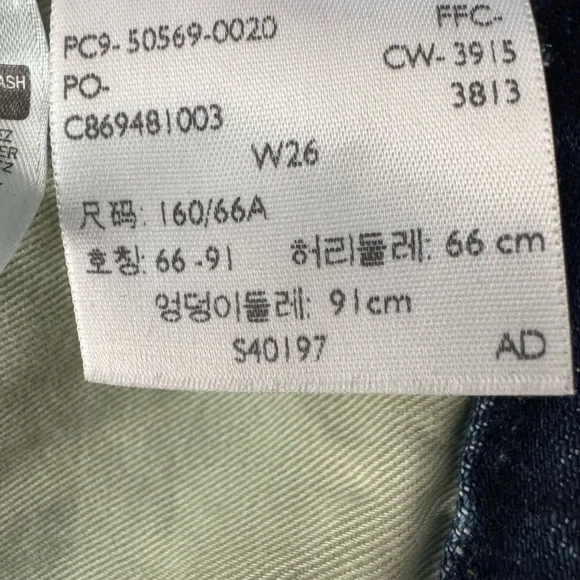 PC9- 50569-0020
FFC-
PO-
CW- 3915
C869481003
3813
W26
尺码: 160/66A
호칭: 66 -91 허리둘레: 66 cm
엉덩이둘레: 91cm
S40197 AD
ASH